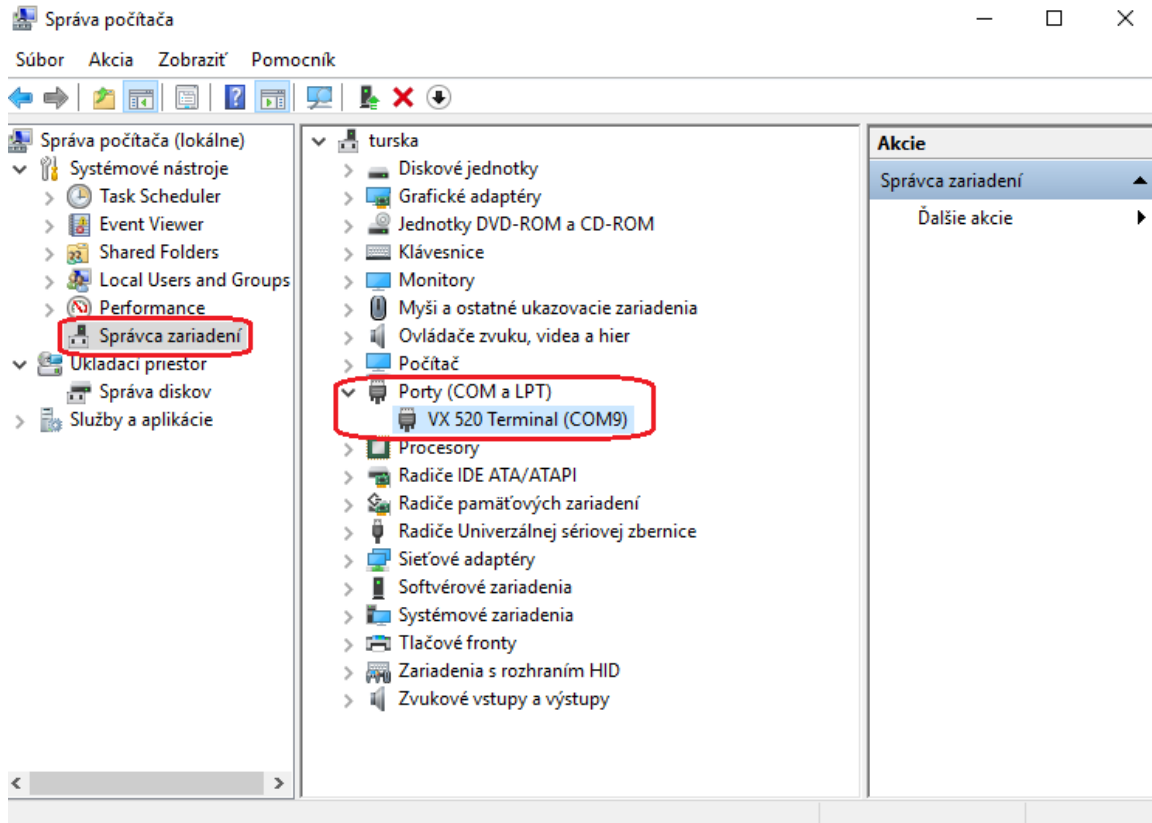 Správa počítača
Súbor Akcia Zobraziť Pomocník
Správa počítača (lokálne)
Systémové nástroje
Task Scheduler
Event Viewer
Shared Folders
Local Users and Groups
Performance
Správca zariadení
Ukladací priestor
Správa diskov
Služby a aplikácie
turska
Diskové jednotky
Grafické adaptéry
Jednotky DVD-ROM a CD-ROM
Klávesnice
Monitory
Myši a ostatné ukazovacie zariadenia
Ovládače zvuku, videa a hier
Počítač
Porty (COM a LPT)
VX 520 Terminal (COM9)
Procesory
Radiče IDE ATA/ATAPI
Radiče pamäťových zariadení
Radiče Univerzálnej sériovej zbernice
Sieťové adaptéry
Softvérové zariadenia
Systémové zariadenia
Tlačové fronty
Zariadenia s rozhraním HID
Zvukové vstupy a výstupy
Akcie
Správca zariadení
Ďalšie akcie